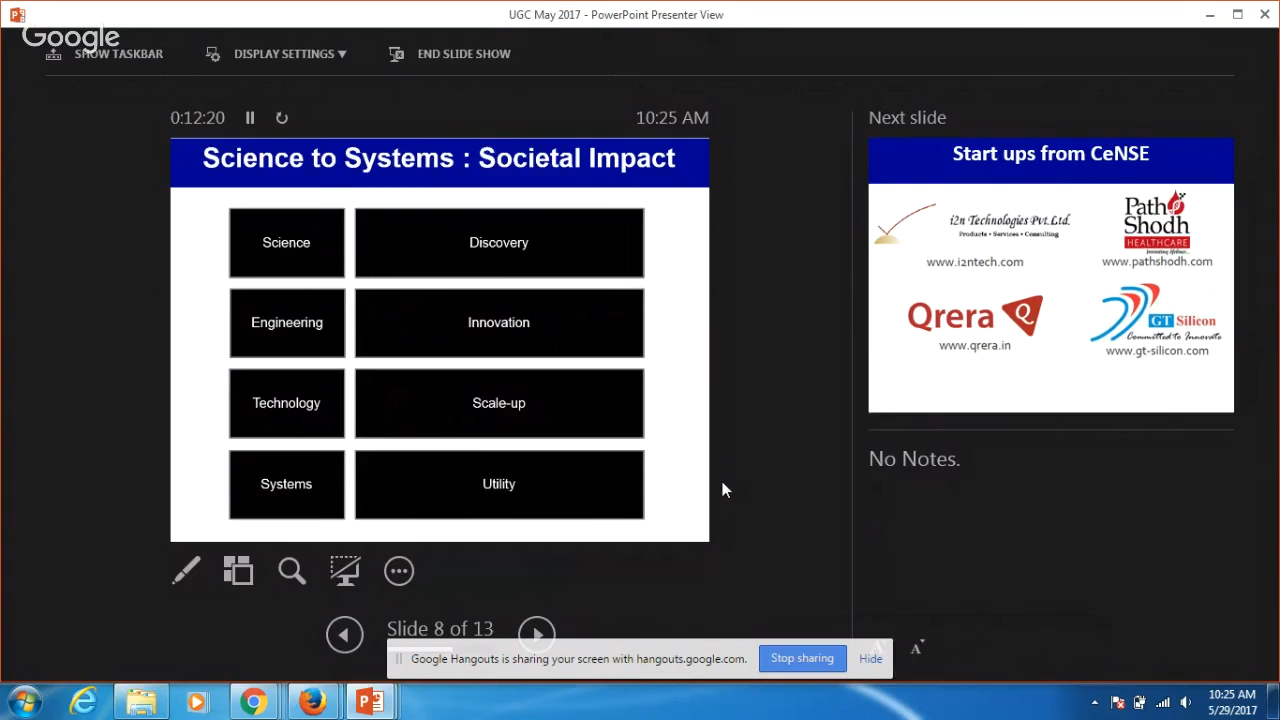 UGC May 2017 - PowerPoint Presenter View
Google
SHOW TASKBAR
DISPLAY SETTINGS ▼
END SLIDE SHOW
0:12:20
10:25 AM
Science to Systems : Societal Impact
Science Discovery
Engineering Innovation
Technology Scale-up
Systems Utility
Slide 8 of 13
Next slide
Start ups from CeNSE
i2n Technologies Pvt.Ltd.
Products • Services • Consulting
www.i2ntech.com
Path
Shodh
HEALTHCARE
www.pathshodh.com
Qrera Q
www.qrera.in
GT Silicon
Committed to Innovate
www.gt-silicon.com
No Notes.
A
A
Google Hangouts is sharing your screen with hangouts.google.com. Stop sharing Hide
10:25 AM
5/29/2017